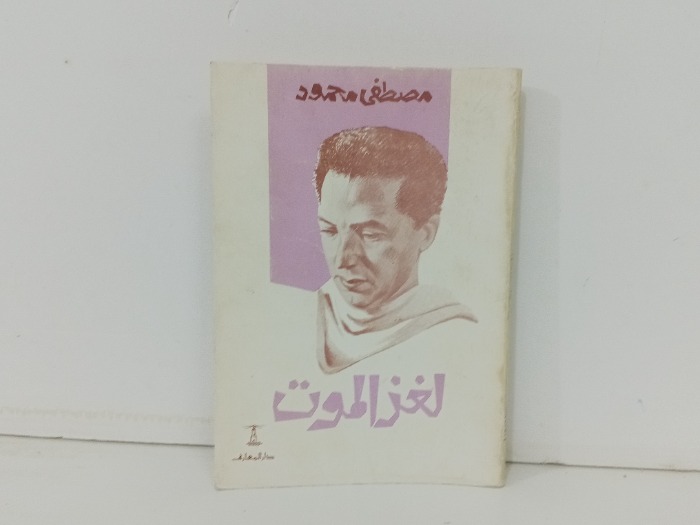 مصطفى محمود
لغز الموت
دار المعارف